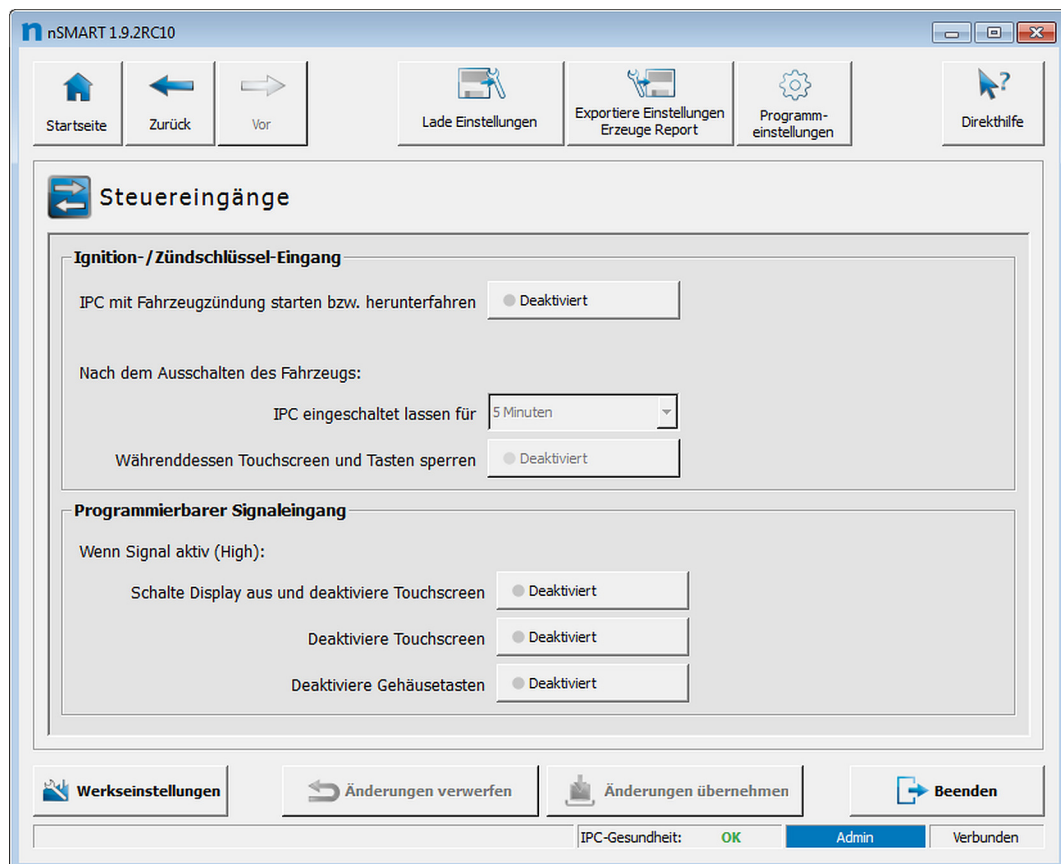 nSMART 1.9.2RC10
Startseite
Zurück
Vor
Lade Einstellungen
Exportiere Einstellungen
Erzeuge Report
Programm-
einstellungen
Direkthilfe
Steuereingänge
Ignition-/Zündschlüssel-Eingang
IPC mit Fahrzeugzündung starten bzw. herunterfahren
Deaktiviert
Nach dem Ausschalten des Fahrzeugs:
IPC eingeschaltet lassen für
5 Minuten
Währenddessen Touchscreen und Tasten sperren
Deaktiviert
Programmierbarer Signaleingang
Wenn Signal aktiv (High):
Schalte Display aus und deaktiviere Touchscreen
Deaktiviert
Deaktiviere Touchscreen
Deaktiviert
Deaktiviere Gehäusetasten
Deaktiviert
Werkseinstellungen
Änderungen verwerfen
Änderungen übernehmen
Beenden
IPC-Gesundheit: OK
Admin
Verbunden